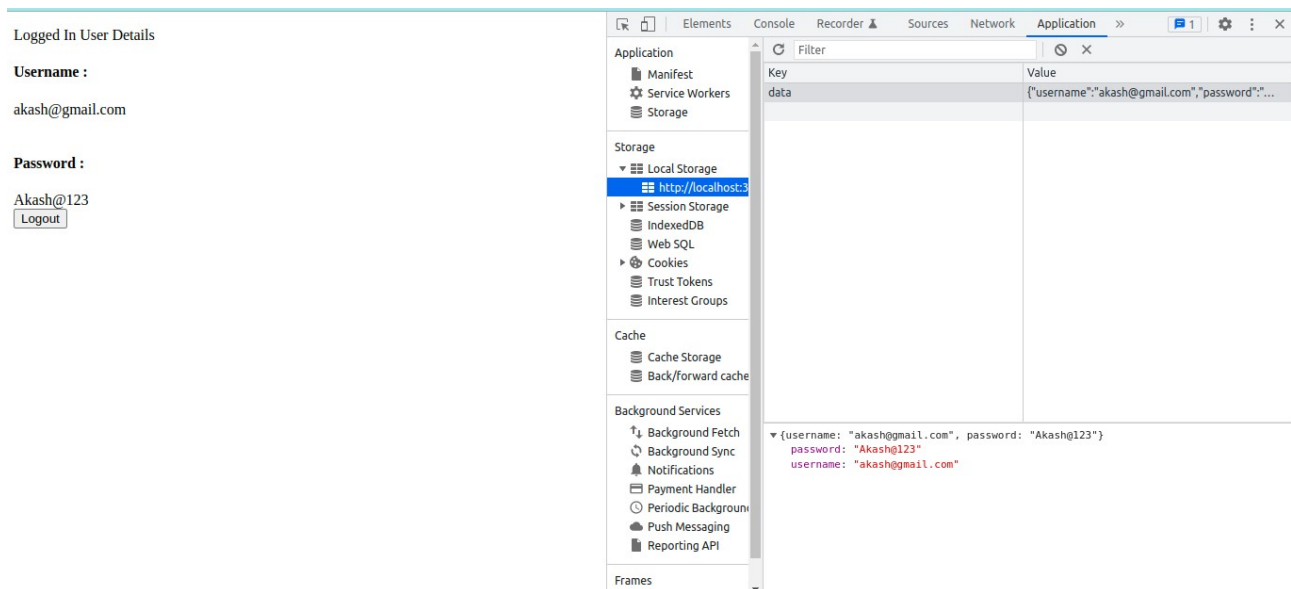 Logged In User Details
Username :
akash@gmail.com
Password :
Akash@123
Logout
Elements Console Recorder Sources Network Application » 1
Application
Manifest
Service Workers
Storage
Storage
Local Storage
http://localhost:3
Session Storage
IndexedDB
Web SQL
Cookies
Trust Tokens
Interest Groups
Cache
Cache Storage
Back/forward cache
Background Services
Background Fetch
Background Sync
Notifications
Payment Handler
Periodic Background
Push Messaging
Reporting API
Frames
Filter
Key Value
data {"username":"akash@gmail.com","password":"...
{username: "akash@gmail.com", password: "Akash@123"}
password: "Akash@123"
username: "akash@gmail.com"